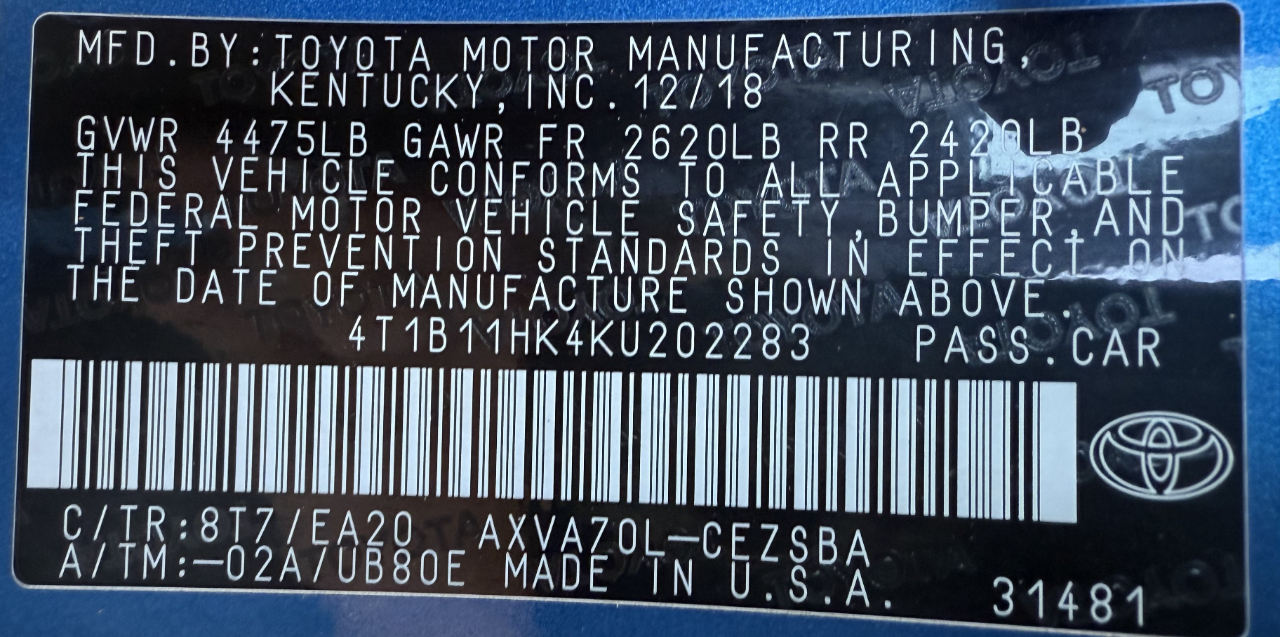 MFD.BY:TOYOTA MOTOR MANUFACTURING,
KENTUCKY,INC.12/18
GVWR 4475LB GAWR FR 2620LB RR 2420LB
THIS VEHICLE CONFORMS TO ALL APPLICABLE
FEDERAL MOTOR VEHICLE SAFETY,BUMPER,AND
THEFT PREVENTION STANDARDS IN EFFECT ON
THE DATE OF MANUFACTURE SHOWN ABOVE.
4T1B11HK4KU202283 PASS.CAR
C/TR:8T7/EA20 AXVA70L—CEZSBA
A/TM:—02A/UB80E MADE IN U.S.A.
31481